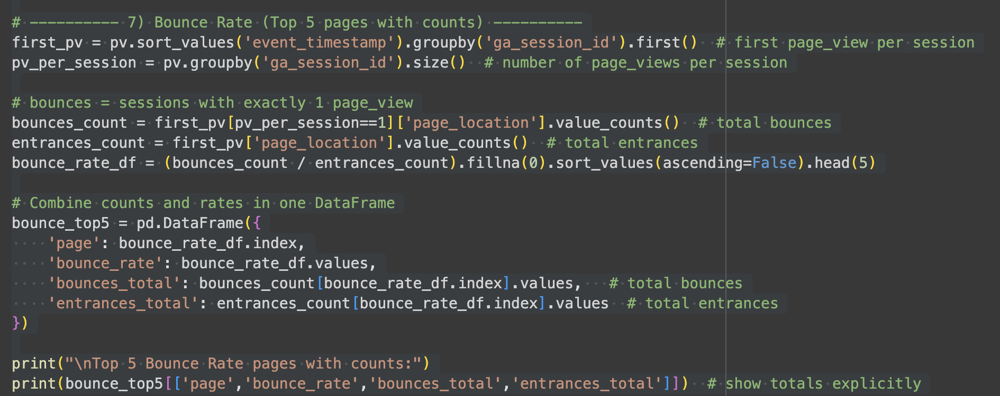 # ---------- 7) Bounce Rate (Top 5 pages with counts) ----------
first_pv = pv.sort_values('event_timestamp').groupby('ga_session_id').first()  # first page_view per session
pv_per_session = pv.groupby('ga_session_id').size()  # number of page_views per session
# bounces = sessions with exactly 1 page_view
bounces_count = first_pv[pv_per_session==1]['page_location'].value_counts()  # total bounces
entrances_count = first_pv['page_location'].value_counts()  # total entrances
bounce_rate_df = (bounces_count / entrances_count).fillna(0).sort_values(ascending=False).head(5)
# Combine counts and rates in one DataFrame
bounce_top5 = pd.DataFrame({
    'page': bounce_rate_df.index,
    'bounce_rate': bounce_rate_df.values,
    'bounces_total': bounces_count[bounce_rate_df.index].values,   # total bounces
    'entrances_total': entrances_count[bounce_rate_df.index].values  # total entrances
})
print("\nTop 5 Bounce Rate pages with counts:")
print(bounce_top5[['page','bounce_rate','bounces_total','entrances_total']])  # show totals explicitly